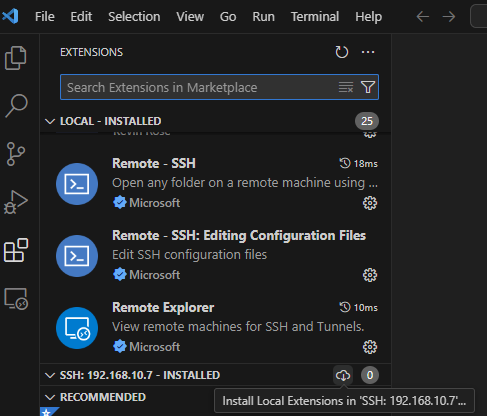 File Edit Selection View Go Run Terminal Help
EXTENSIONS
Search Extensions in Marketplace
LOCAL - INSTALLED 25
Kevin Rose
Remote - SSH 18ms
Open any folder on a remote machine using ...
Microsoft
Remote - SSH: Editing Configuration Files
Edit SSH configuration files
Microsoft
Remote Explorer 10ms
View remote machines for SSH and Tunnels.
Microsoft
SSH: 192.168.10.7 - INSTALLED 0
RECOMMENDED
Install Local Extensions in 'SSH: 192.168.10.7'...